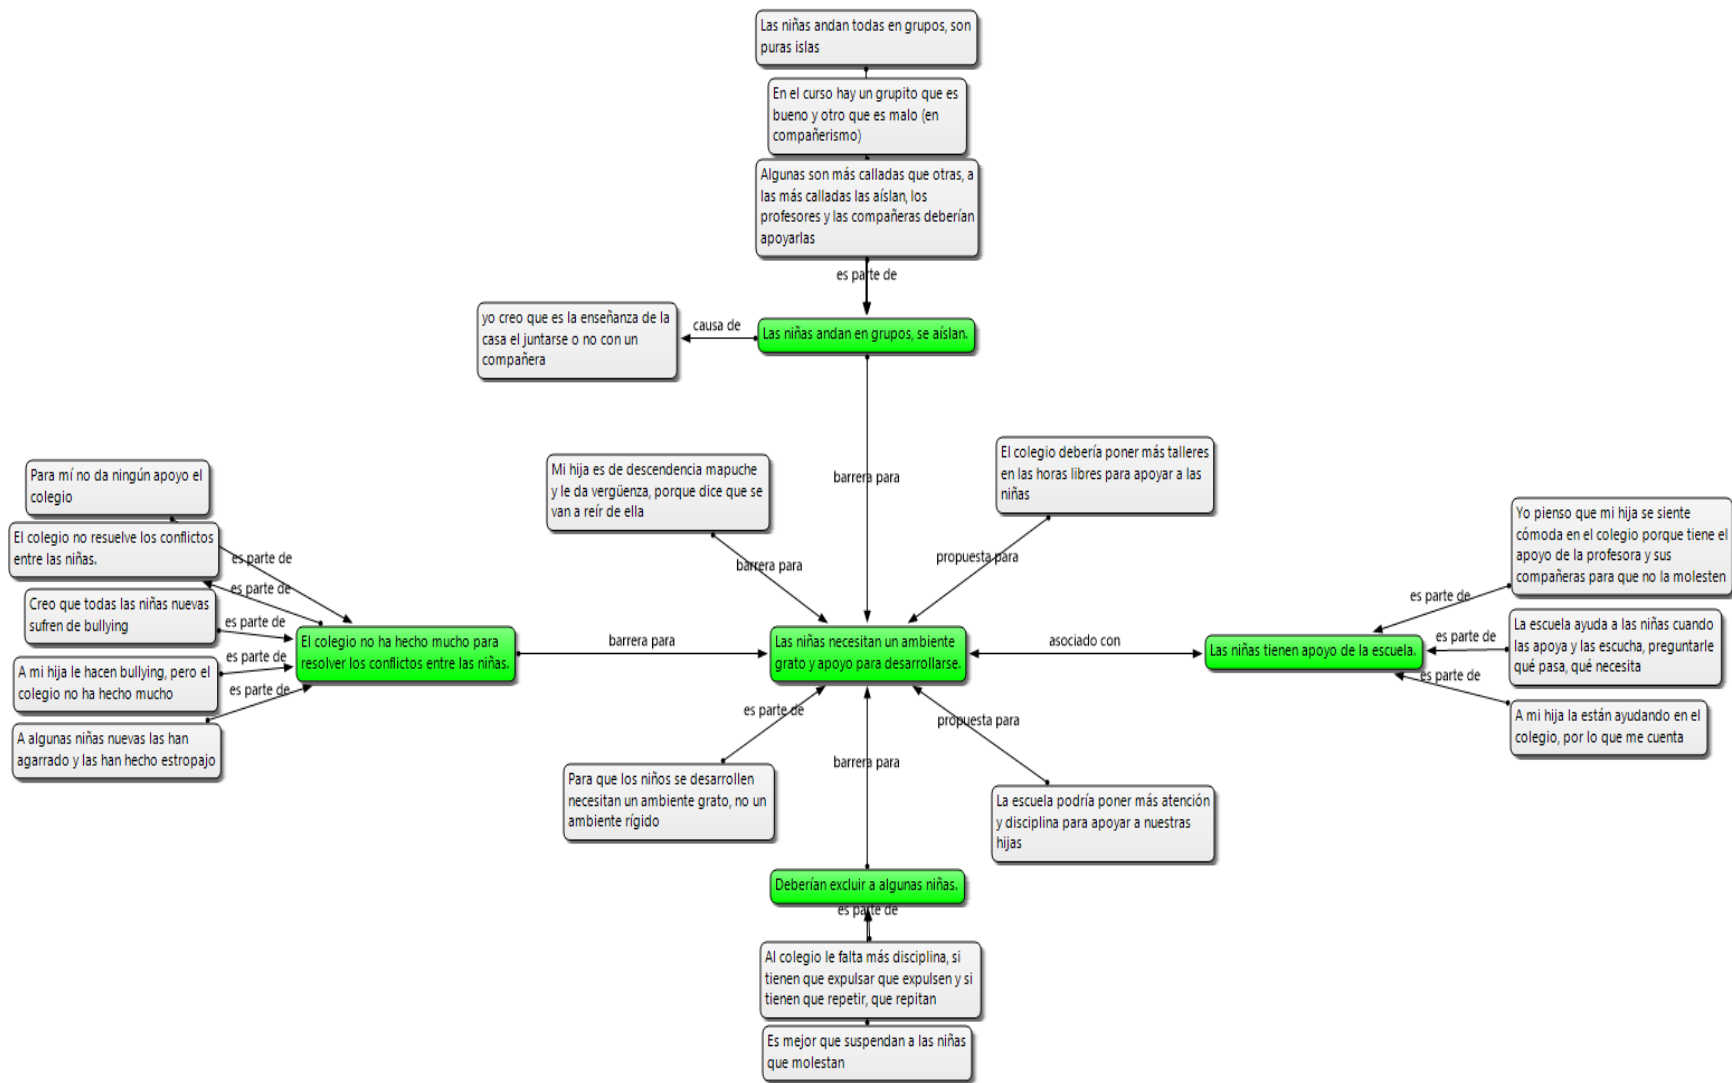 Las niñas andan todas en grupos, son
puras islas
En el curso hay un grupito que es
bueno y otro que es malo (en
compañerismo)
Algunas son más calladas que otras, a
las más calladas las aíslan, los
profesores y las compañeras deberían
apoyarlas
es parte de
yo creo que es la enseñanza de la
casa el juntarse o no con un
compañera
causa de
Las niñas andan en grupos, se aíslan.
barrera para
Mi hija es de descendencia mapuche
y le da vergüenza, porque dice que se
van a reír de ella
barrera para
El colegio debería poner más talleres
en las horas libres para apoyar a las
niñas
propuesta para
Para mí no da ningún apoyo el
colegio
es parte de
El colegio no resuelve los conflictos
entre las niñas.
es parte de
Creo que todas las niñas nuevas
sufren de bullying
es parte de
A mi hija le hacen bullying, pero el
colegio no ha hecho mucho
es parte de
A algunas niñas nuevas las han
agarrado y las han hecho estropajo
es parte de
El colegio no ha hecho mucho para
resolver los conflictos entre las niñas.
barrera para
Las niñas necesitan un ambiente
grato y apoyo para desarrollarse.
asociado con
Las niñas tienen apoyo de la escuela.
Yo pienso que mi hija se siente
cómoda en el colegio porque tiene el
apoyo de la profesora y sus
compañeras para que no la molesten
es parte de
La escuela ayuda a las niñas cuando
las apoya y las escucha, preguntarle
qué pasa, qué necesita
es parte de
A mi hija la están ayudando en el
colegio, por lo que me cuenta
es parte de
es parte de
Para que los niños se desarrollen
necesitan un ambiente grato, no un
ambiente rígido
propuesta para
La escuela podría poner más atención
y disciplina para apoyar a nuestras
hijas
barrera para
Deberían excluir a algunas niñas.
es parte de
Al colegio le falta más disciplina, si
tienen que expulsar que expulsen y si
tienen que repetir, que repitan
Es mejor que suspendan a las niñas
que molestan